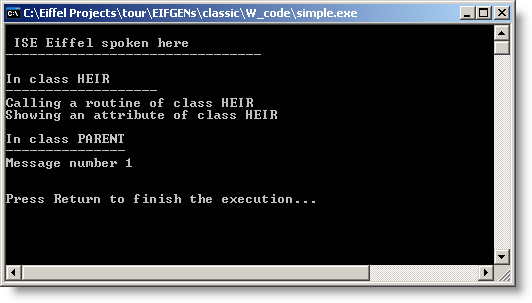 C:\Eiffel Projects\tour\EIFGENs\classic\W_code\simple.exe
ISE Eiffel spoken here
--------------------------------
In class HEIR
-------------------
Calling a routine of class HEIR
Showing an attribute of class HEIR
In class PARENT
---------------
Message number 1
Press Return to finish the execution...